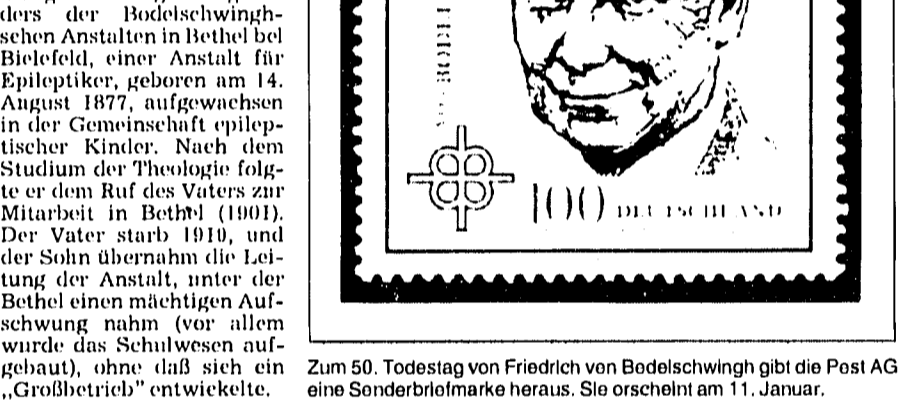 ders der Bodelschwingh-
schen Anstalten in Bethel bei
Bielefeld, einer Anstalt für
Epileptiker, geboren am 14.
August 1877, aufgewachsen
in der Gemeinschaft epilep-
tischer Kinder. Nach dem
Studium der Theologie folg-
te er dem Ruf des Vaters zur
Mitarbeit in Bethel (1901).
Der Vater starb 1910, und
der Sohn übernahm die Lei-
tung der Anstalt, unter der
Bethel einen mächtigen Auf-
schwung nahm (vor allem
wurde das Schulwesen auf-
gebaut), ohne daß sich ein
„Großbetrieb" entwickelte.
100 DEUTSCHLAND
Zum 50. Todestag von Friedrich von Bodelschwingh gibt die Post AG
eine Sonderbriefmarke heraus. Sie erscheint am 11. Januar.